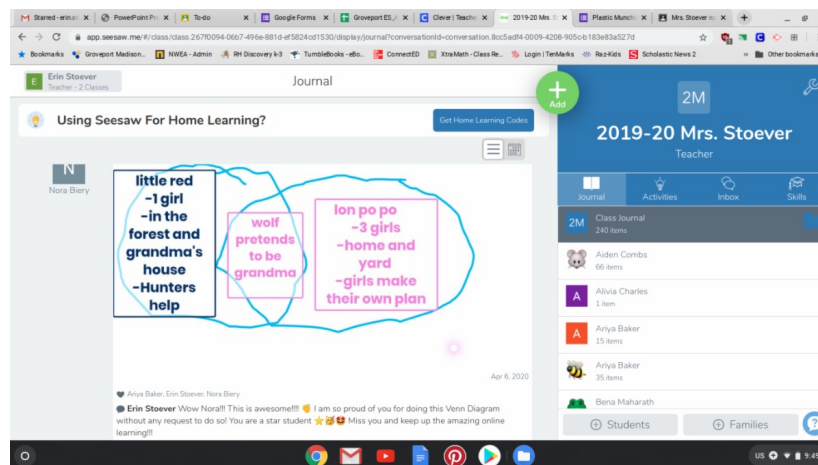 Starred - erin.s
PowerPoint Pr
To-do
Google Forms
Groveport ES
Clever | Teache
2019-20 Mrs. S
Plastic Munch
Mrs. Stoever
app.seesaw.me/#/class/class.267f0094-06b7-496e-881d-ef5824cd1530/display/journal?conversationId=conversation.8cc5adf4-0009-4208-905c-b183e83a527d
Bookmarks
Groveport Madison...
NWEA - Admin
RH Discovery k-3
TumbleBooks - eBo...
ConnectED
XtraMath - Class Re...
Login | TenMarks
Raz-Kids
Scholastic News 2
Other bookmarks
E
Erin Stoever
Teacher - 2 Classes
Journal
Add
Using Seesaw For Home Learning?
Get Home Learning Codes
N
Nora Biery
little red
-1 girl
-in the
forest and
grandma's
house
-Hunters
help
wolf
pretends
to be
grandma
lon po po
-3 girls
-home and
yard
-girls make
their own plan
Apr 6, 2020
Ariya Baker, Erin Stoever, Nora Biery
Erin Stoever Wow Nora!!! This is awesome!!!! 👏 I am so proud of you for doing this Venn Diagram
without any request to do so! You are a star student ⭐🥳🤩 Miss you and keep up the amazing online
learning!!!
2M
2019-20 Mrs. Stoever
Teacher
Journal
Activities
Inbox
Skills
2M
Class Journal
240 items
Aiden Combs
66 items
A
Alivia Charles
1 item
A
Ariya Baker
15 items
Ariya Baker
35 items
Bena Maharath
Students
Families
?
US
9:45